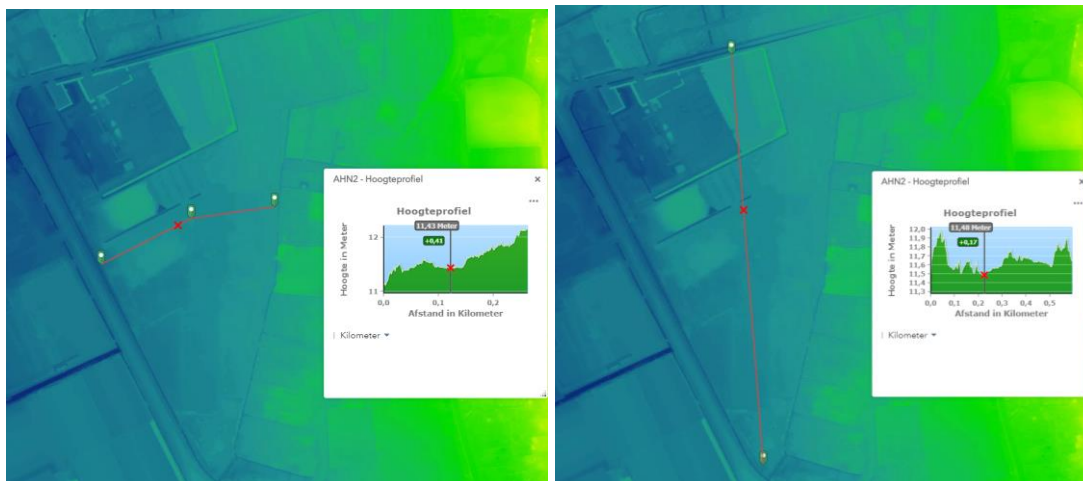 AHN2 - Hoogteprofiel ×
...
Hoogteprofiel
11,43 Meter
+0,41
12
11
Hoogte in Meter
0,0 0,1 0,2
Afstand in Kilometer
Kilometer
AHN2 - Hoogteprofiel ×
...
Hoogteprofiel
11,48 Meter
+0,17
12,0
11,9
11,8
11,7
11,6
11,5
11,4
11,3
Hoogte in Meter
0,0 0,1 0,2 0,3 0,4 0,5
Afstand in Kilometer
Kilometer